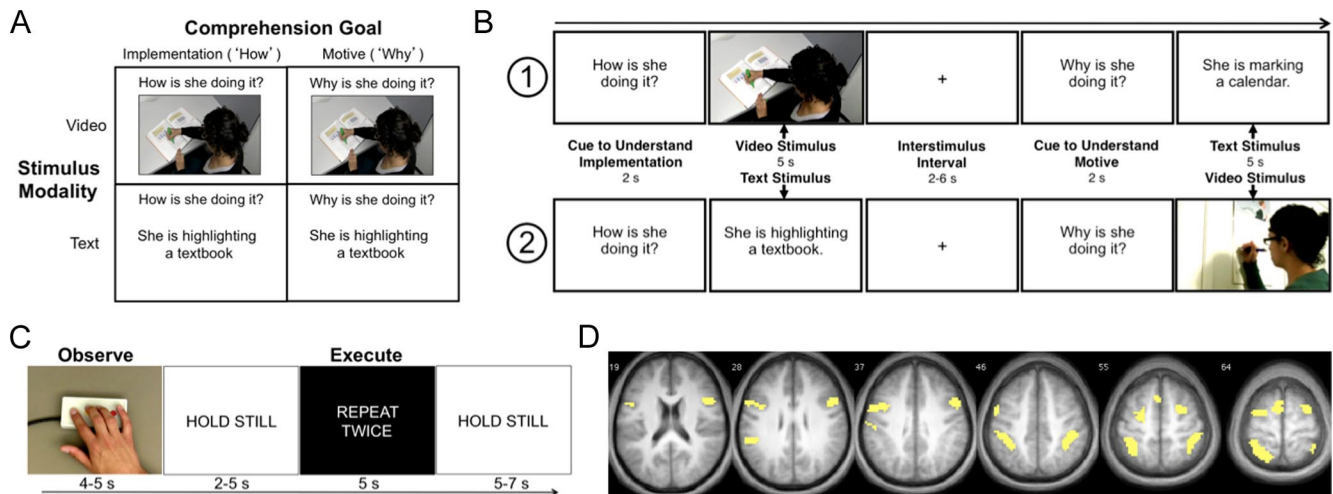 A
Comprehension Goal
Implementation ('How')
Motive ('Why')
Stimulus
Modality
Video
How is she doing it?
Why is she doing it?
Text
How is she doing it?
She is highlighting
a textbook
Why is she doing it?
She is highlighting
a textbook
B
1
How is she
doing it?
+
Why is she
doing it?
She is marking
a calendar.
Cue to Understand
Implementation
2 s
Video Stimulus
5 s
Text Stimulus
Interstimulus
Interval
2-6 s
Cue to Understand
Motive
2 s
Text Stimulus
5 s
Video Stimulus
2
How is she
doing it?
She is highlighting
a textbook.
+
Why is she
doing it?
C
Observe
Execute
HOLD STILL
REPEAT
TWICE
HOLD STILL
4-5 s
2-5 s
5 s
5-7 s
D
19
28
37
46
55
64